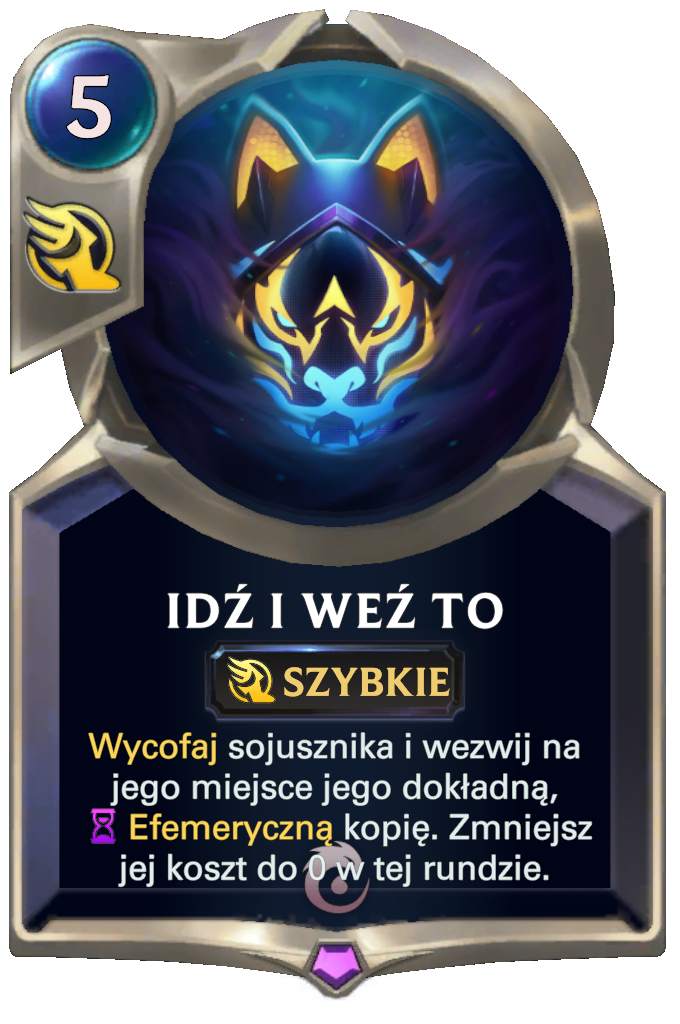 5
IDŹ I WEŹ TO
SZYBKIE
Wycofaj sojusznika i wezwij na
jego miejsce jego dokładną,
Efemeryczną kopię. Zmniejsz
jej koszt do 0 w tej rundzie.